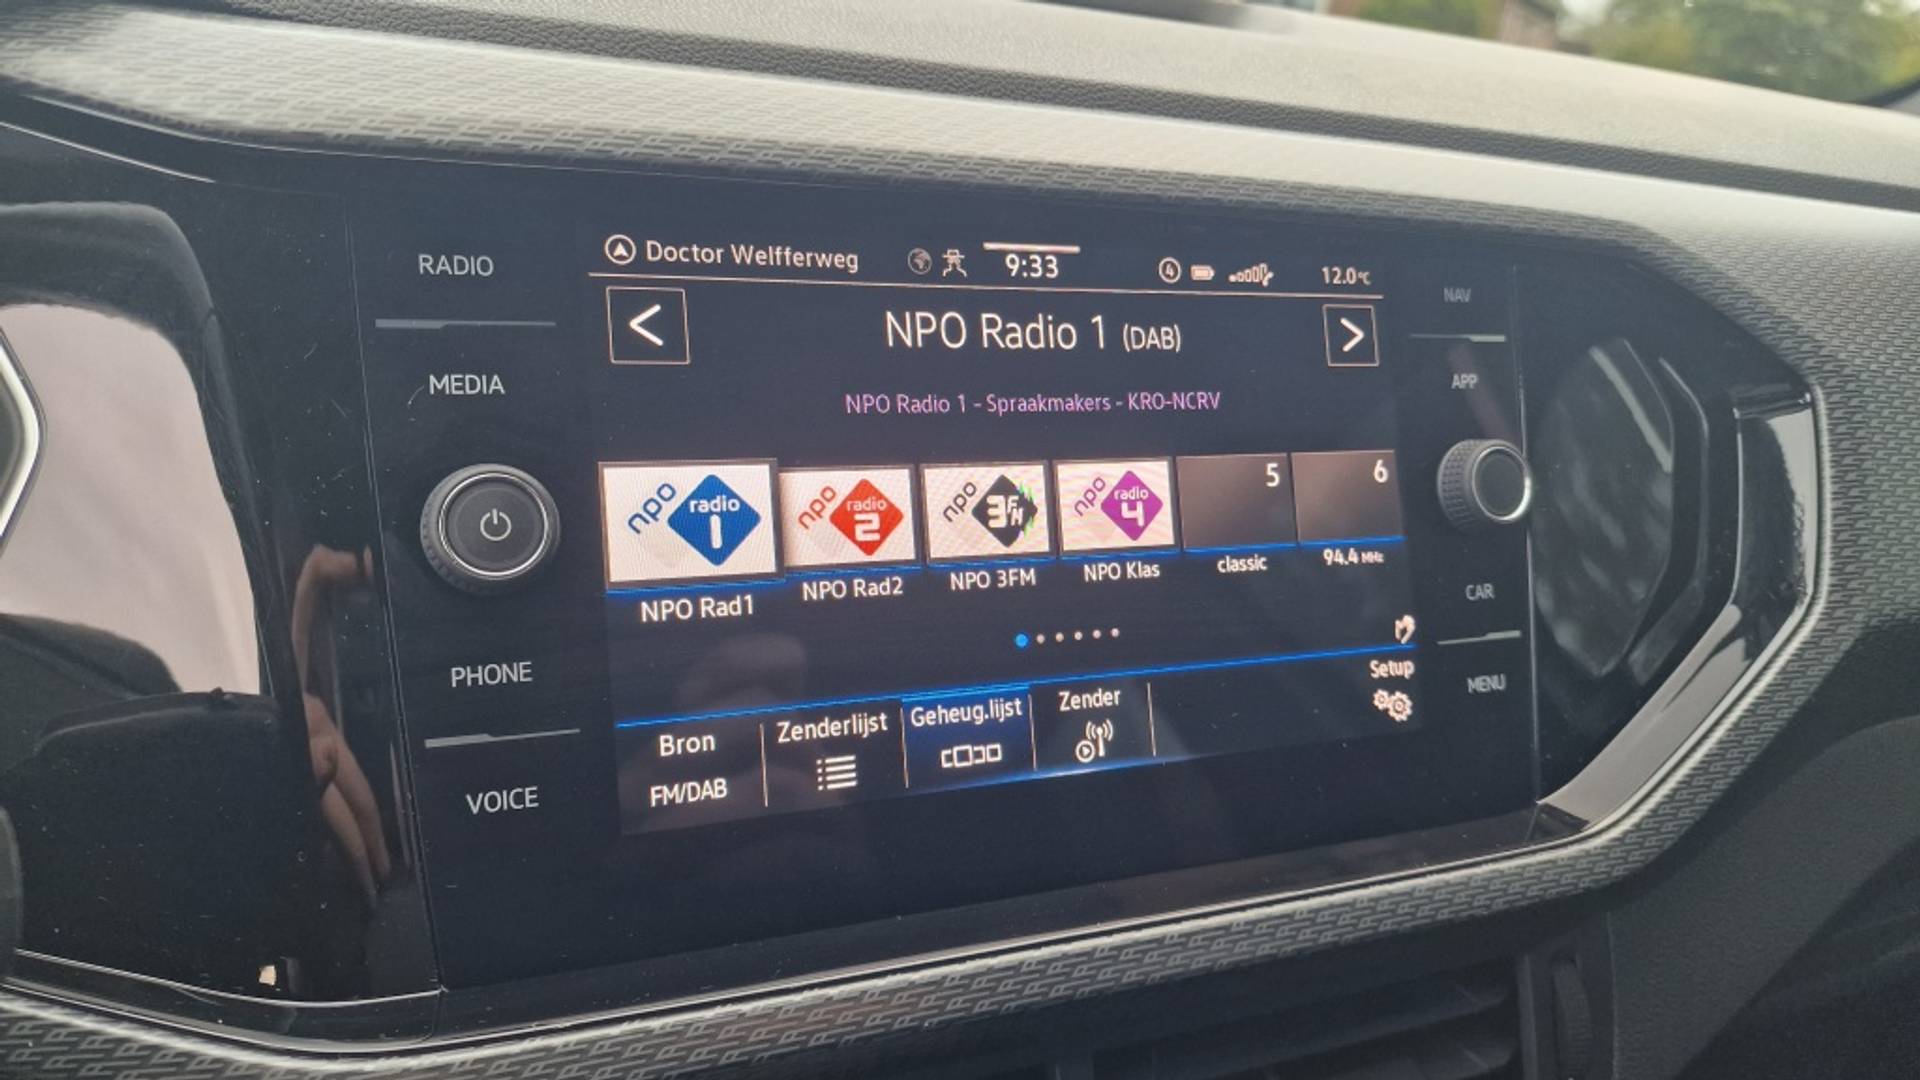 RADIO
MEDIA
PHONE
VOICE
Doctor Welfferweg
9:33
4
12.0°C
<
NPO Radio 1 (DAB)
>
NPO Radio 1 - Spraakmakers - KRO-NCRV
npo radio 1
npo radio 2
npo 3FM
npo radio 4
5
6
NPO Rad1
NPO Rad2
NPO 3FM
NPO Klas
classic
94.4 MHz
Bron
FM/DAB
Zenderlijst
Geheug.lijst
Zender
Setup
NAV
APP
CAR
MENU